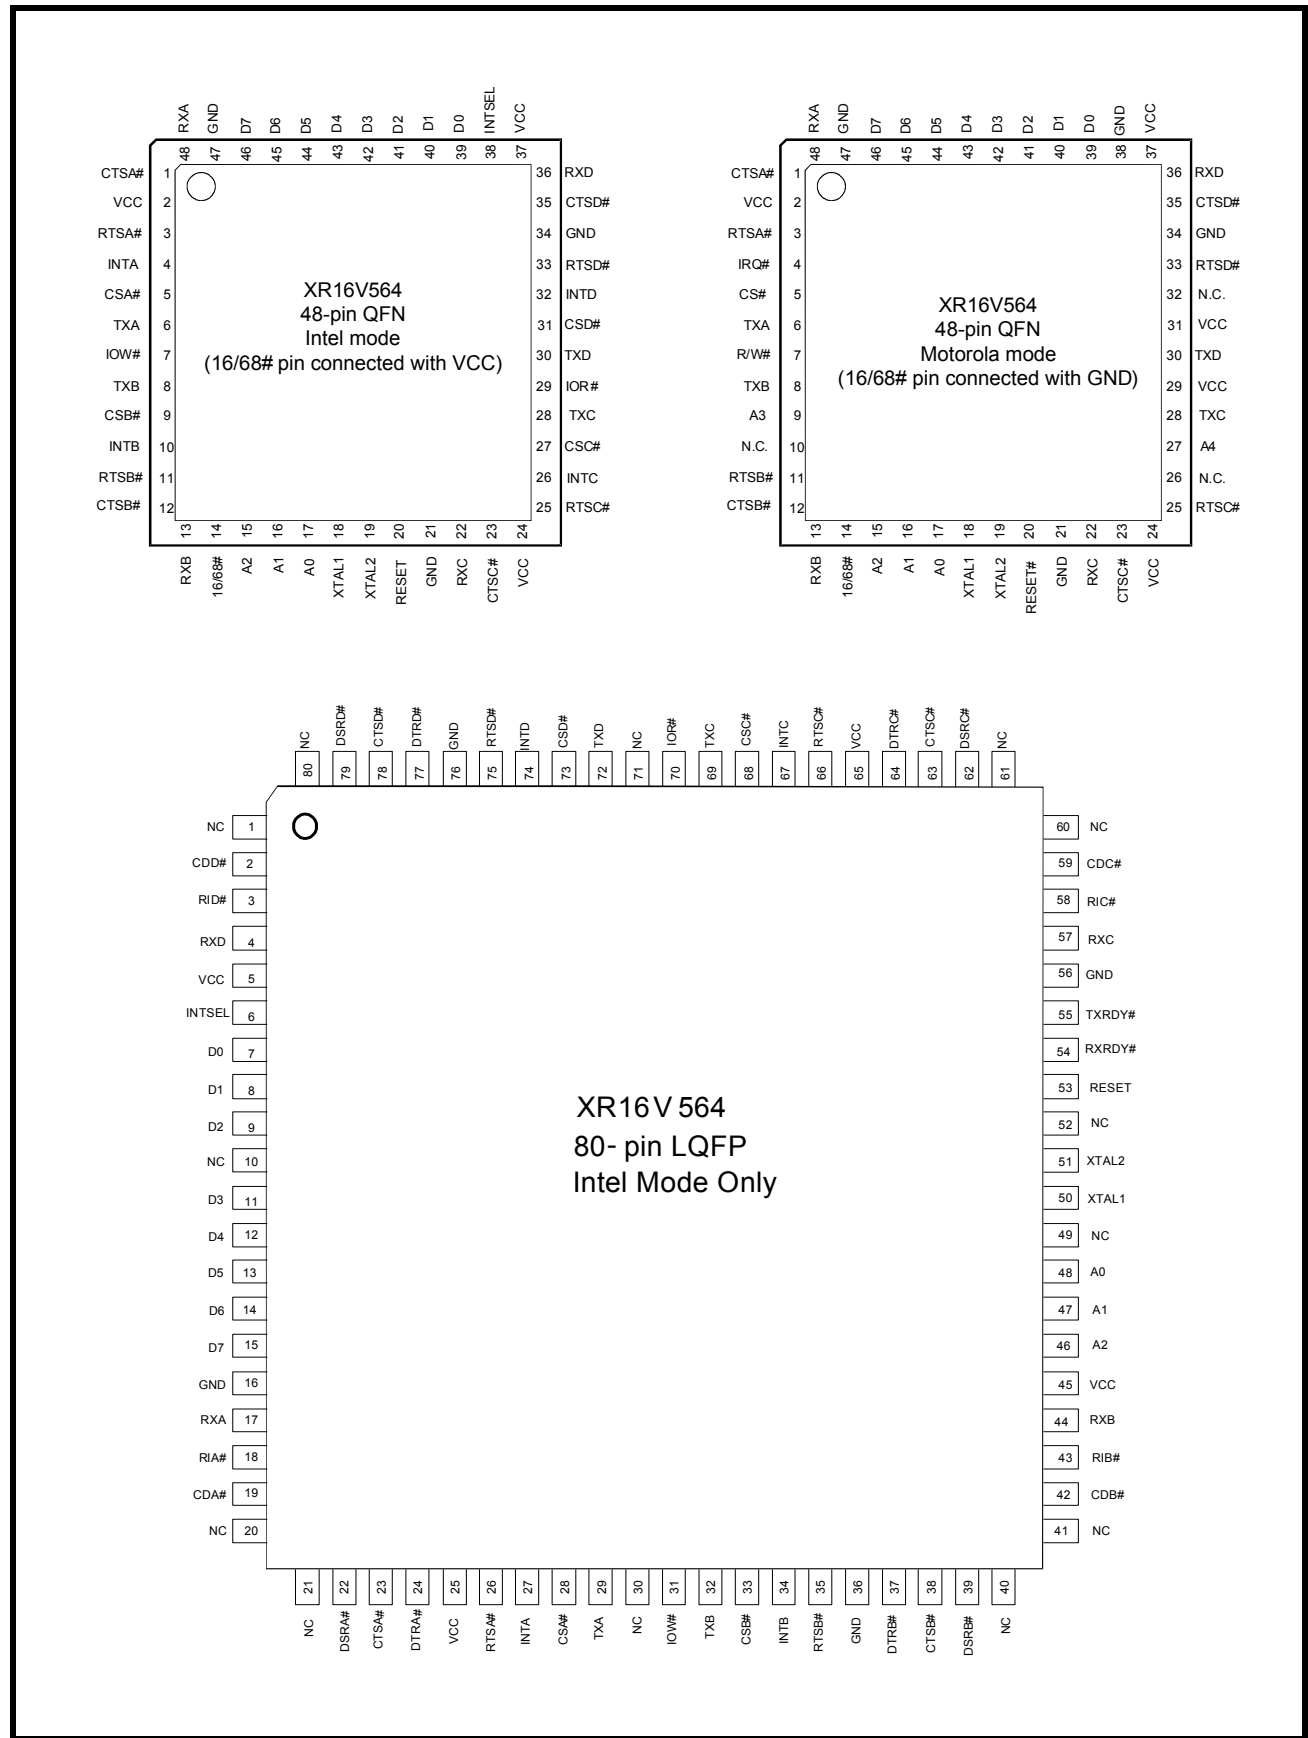 RXA GND D7 D6 D5 D4 D3 D2 D1 D0 INTSEL VCC
48 47 46 45 44 43 42 41 40 39 38 37
CTSA# 1 36 RXD
VCC 2 35 CTSD#
RTSA# 3 34 GND
INTA 4 33 RTSD#
CSA# 5 32 INTD
TXA 6 31 CSD#
IOW# 7 30 TXD
TXB 8 29 IOR#
CSB# 9 28 TXC
INTB 10 27 CSC#
RTSB# 11 26 INTC
CTSB# 12 25 RTSC#
XR16V564
48-pin QFN
Intel mode
(16/68# pin connected with VCC)
13 14 15 16 17 18 19 20 21 22 23 24
RXB 16/68# A2 A1 A0 XTAL1 XTAL2 RESET GND RXC CTSC# VCC
RXA GND D7 D6 D5 D4 D3 D2 D1 D0 GND VCC
48 47 46 45 44 43 42 41 40 39 38 37
CTSA# 1 36 RXD
VCC 2 35 CTSD#
RTSA# 3 34 GND
IRQ# 4 33 RTSD#
CS# 5 32 N.C.
TXA 6 31 VCC
R/W# 7 30 TXD
TXB 8 29 VCC
A3 9 28 TXC
N.C. 10 27 A4
RTSB# 11 26 N.C.
CTSB# 12 25 RTSC#
XR16V564
48-pin QFN
Motorola mode
(16/68# pin connected with GND)
13 14 15 16 17 18 19 20 21 22 23 24
RXB 16/68# A2 A1 A0 XTAL1 XTAL2 RESET# GND RXC CTSC# VCC
NC DSRD# CTSD# DTRD# GND RTSD# INTD CSD# TXD NC IOR# TXC CSC# INTC RTSC# VCC DTRC# CTSC# DSRC# NC
80 79 78 77 76 75 74 73 72 71 70 69 68 67 66 65 64 63 62 61
NC 1 60 NC
CDD# 2 59 CDC#
RID# 3 58 RIC#
RXD 4 57 RXC
VCC 5 56 GND
INTSEL 6 55 TXRDY#
D0 7 54 RXRDY#
D1 8 53 RESET
D2 9 52 NC
NC 10 51 XTAL2
D3 11 50 XTAL1
D4 12 49 NC
D5 13 48 A0
D6 14 47 A1
D7 15 46 A2
GND 16 45 VCC
RXA 17 44 RXB
RIA# 18 43 RIB#
CDA# 19 42 CDB#
NC 20 41 NC
XR16V 564
80- pin LQFP
Intel Mode Only
21 22 23 24 25 26 27 28 29 30 31 32 33 34 35 36 37 38 39 40
NC DSRA# CTSA# DTRA# VCC RTSA# INTA CSA# TXA NC IOW# TXB CSB# INTB RTSB# GND DTRB# CTSB# DSRB# NC